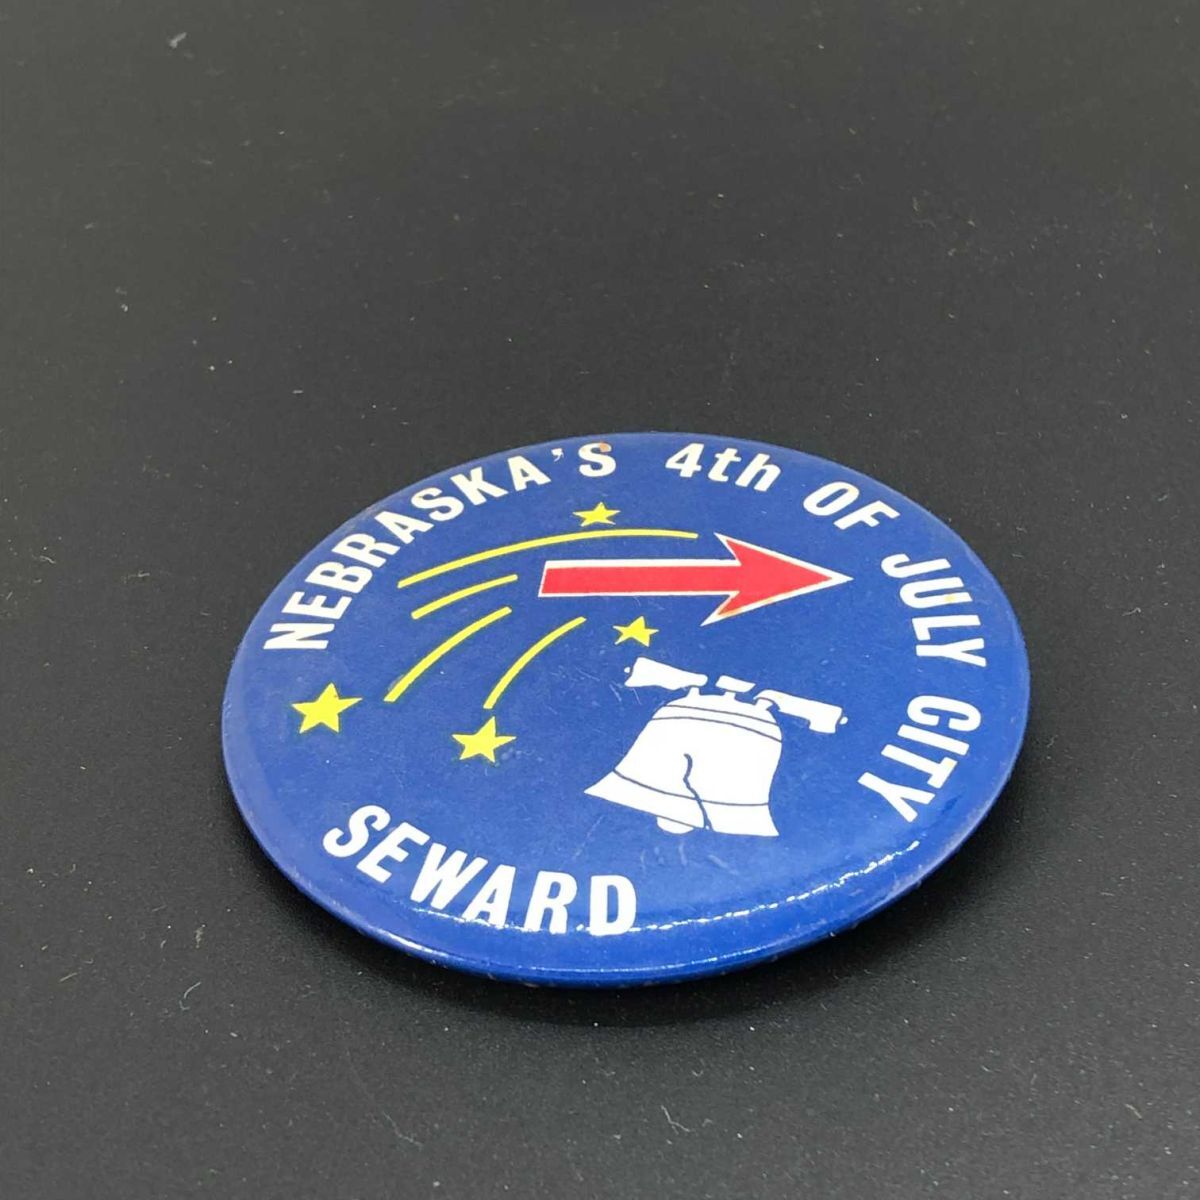 NEBRASKA'S 4th OF JULY CITY
SEWARD